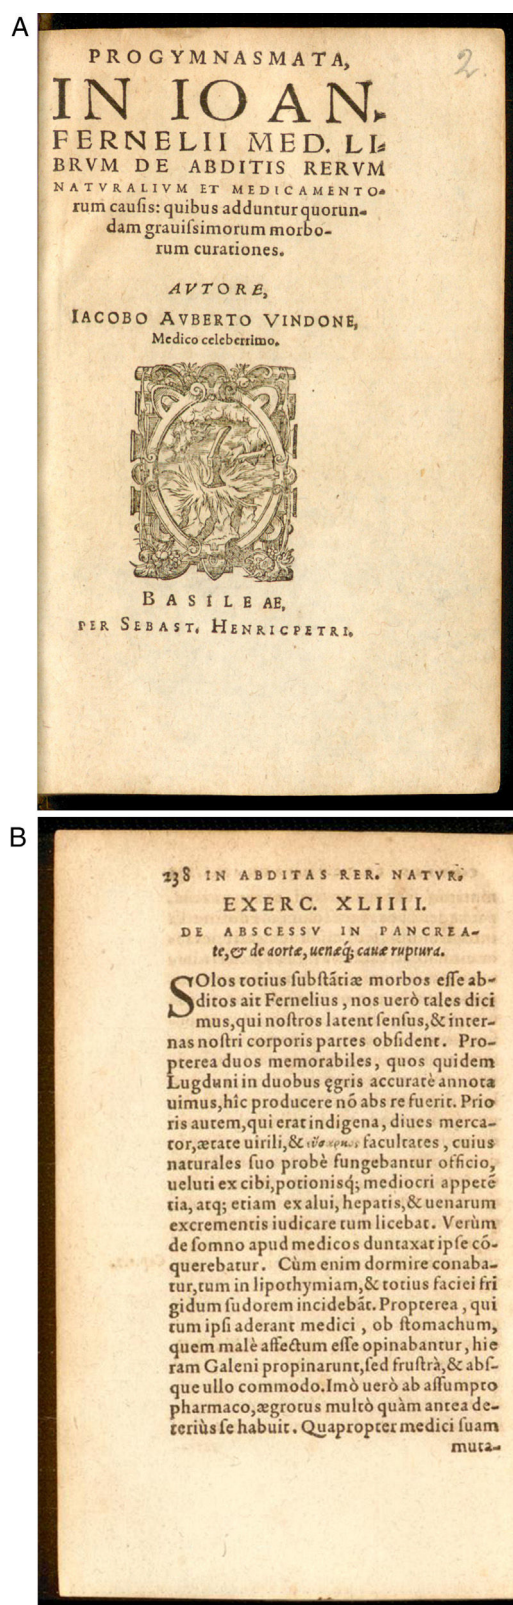 A
2.
PROGYMNASMATA,
IN IOAN.
FERNELII MED. LI-
BRVM DE ABDITIS RERVM
NATVRALIVM ET MEDICAMENTO-
rum cauſis: quibus adduntur quorun-
dam grauiſsimorum morbo-
rum curationes.
AVTORE,
IACOBO AVBERTO VINDONE,
Medico celeberrimo.
BASILEAE,
PER SEBAST. HENRICPETRI.
B
238 IN ABDITAS RER. NATVR.
EXERC. XLIIII.
DE ABSCESSV IN PANCREA-
te, & de aortæ, uenæq́; cauæ ruptura.
SOlos totius ſubſtātiæ morbos eſſe ab-
ditos ait Fernelius, nos uerò tales dici
mus, qui noſtros latent ſenſus, & inter-
nas noſtri corporis partes obſident. Pro-
pterea duos memorabiles, quos quidem
Lugduni in duobus ęgris accuratè annota
uimus, hîc producere nō abs re fuerit. Prio
ris autem, qui erat indigena, diues merca-
tor, ætate uirili, & facultates, cuius
naturales ſuo probè fungebantur officio,
ueluti ex cibi, potionisq́; mediocri appetē
tia, atq; etiam ex alui, hepatis, & uenarum
excrementis iudicare tum licebat. Verùm
de ſomno apud medicos duntaxat ipſe cō-
querebatur. Cùm enim dormire conaba-
tur, tum in lipothymiam, & totius faciei fri
gidum ſudorem incidebāt. Propterea, qui
tum ipſi aderant medici, ob ſtomachum,
quem malè affectum eſſe opinabantur, hie
ram Galeni propinarunt, ſed fruſtrà, & abſ-
que ullo commodo. Imò uerò ab aſſumpto
pharmaco, ægrotus multò quàm antea de-
teriùs ſe habuit. Quapropter medici ſuam
muta-